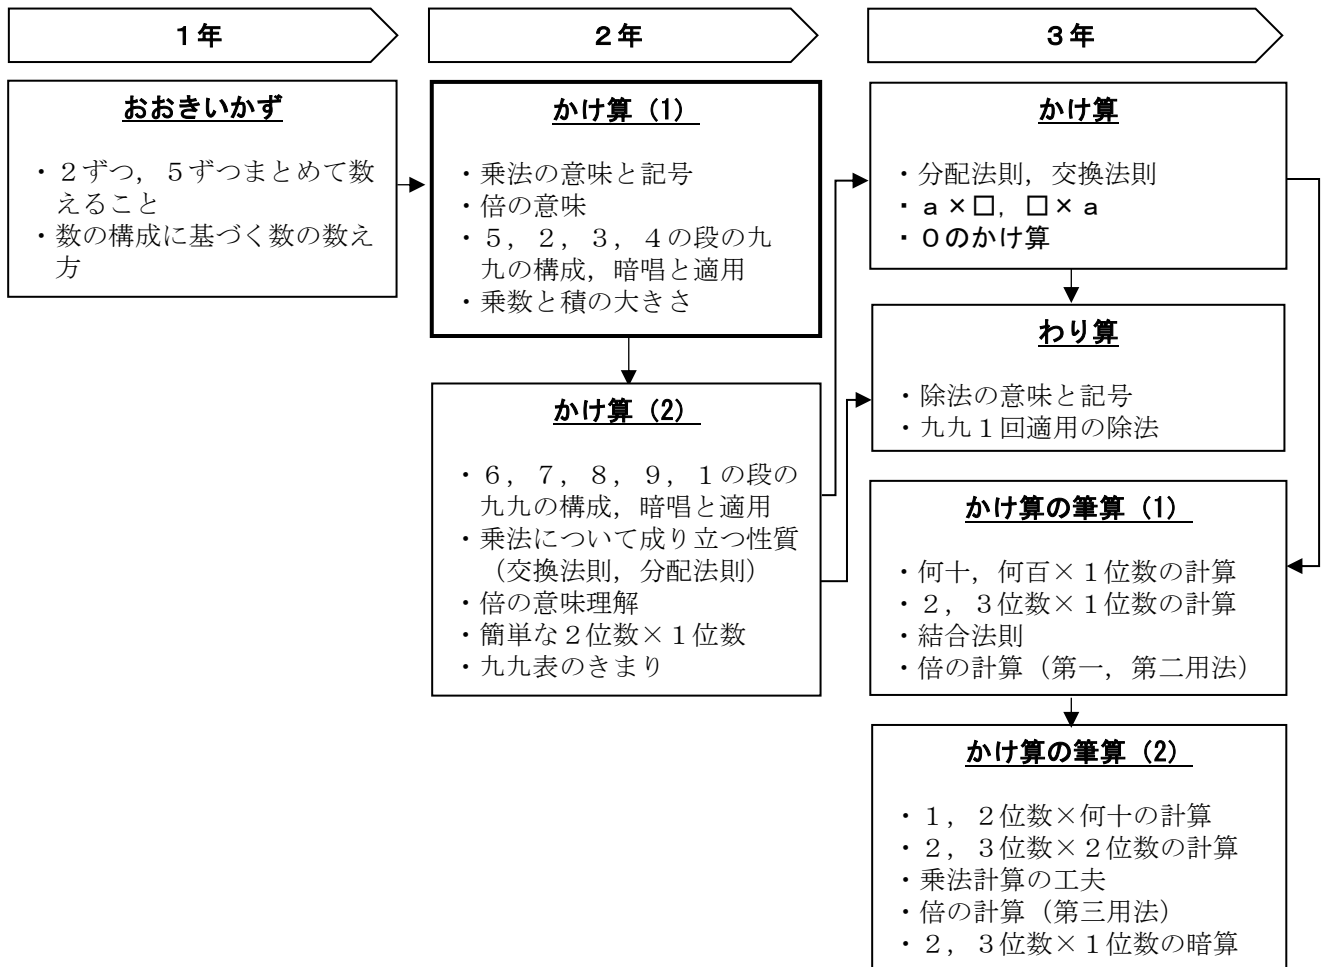 １年
おおきいかず
・２ずつ，５ずつまとめて数
えること
・数の構成に基づく数の数え
方
２年
かけ算（1）
・乗法の意味と記号
・倍の意味
・５，２，３，４の段の九
九の構成，暗唱と適用
・乗数と積の大きさ
かけ算（2）
・６，７，８，９，１の段の
九九の構成，暗唱と適用
・乗法について成り立つ性質
（交換法則，分配法則）
・倍の意味理解
・簡単な２位数×１位数
・九九表のきまり
３年
かけ算
・分配法則，交換法則
・ａ×□，□×ａ
・０のかけ算
わり算
・除法の意味と記号
・九九１回適用の除法
かけ算の筆算（1）
・何十，何百×１位数の計算
・２，３位数×１位数の計算
・結合法則
・倍の計算（第一，第二用法）
かけ算の筆算（2）
・１，２位数×何十の計算
・２，３位数×２位数の計算
・乗法計算の工夫
・倍の計算（第三用法）
・２，３位数×１位数の暗算